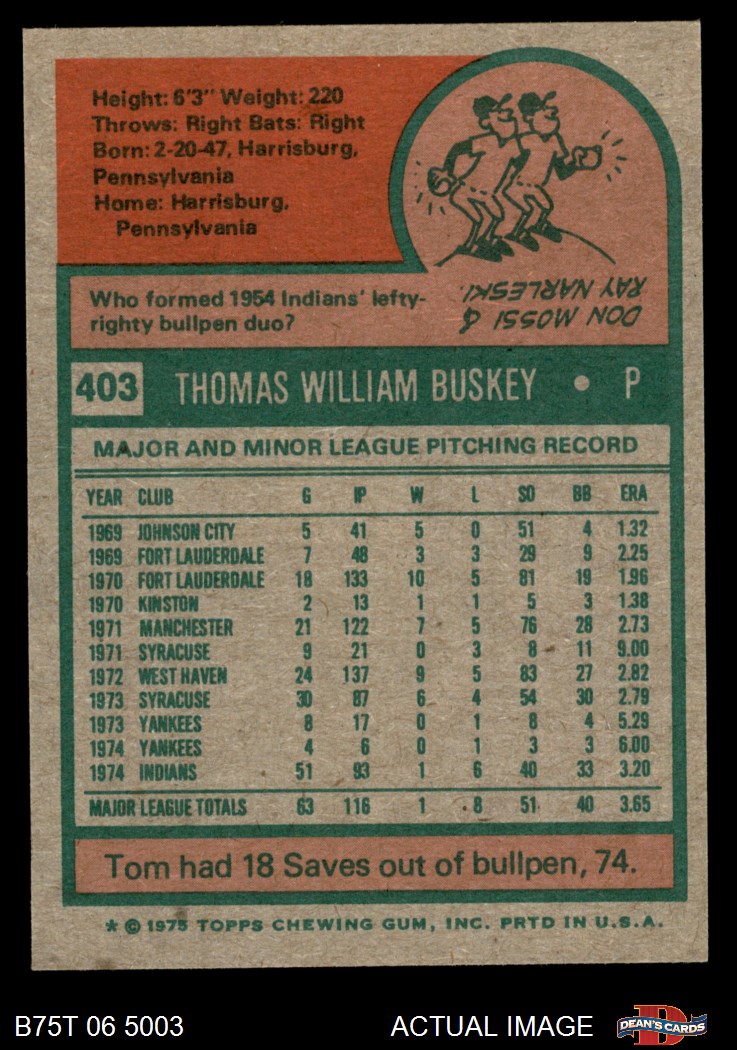 Height: 6'3" Weight: 220
Throws: Right Bats: Right
Born: 2-20-47, Harrisburg,
Pennsylvania
Home: Harrisburg,
Pennsylvania
Who formed 1954 Indians' lefty-
righty bullpen duo?
DON MOSSI &
RAY NARLESKI.
403 THOMAS WILLIAM BUSKEY • P
MAJOR AND MINOR LEAGUE PITCHING RECORD
YEAR CLUB G IP W L SO BB ERA
1969 JOHNSON CITY 5 41 5 0 51 4 1.32
1969 FORT LAUDERDALE 7 48 3 3 29 9 2.25
1970 FORT LAUDERDALE 18 133 10 5 81 19 1.96
1970 KINSTON 2 13 1 1 5 3 1.38
1971 MANCHESTER 21 122 7 5 76 28 2.73
1971 SYRACUSE 9 21 0 3 8 11 9.00
1972 WEST HAVEN 24 137 9 5 83 27 2.82
1973 SYRACUSE 30 87 6 4 54 30 2.79
1973 YANKEES 8 17 0 1 8 4 5.29
1974 YANKEES 4 6 0 1 3 3 6.00
1974 INDIANS 51 93 1 6 40 33 3.20
MAJOR LEAGUE TOTALS 63 116 1 8 51 40 3.65
Tom had 18 Saves out of bullpen, 74.
* © 1975 TOPPS CHEWING GUM, INC. PRTD IN U.S.A.
B75T 06 5003 ACTUAL IMAGE DEAN'S CARDS